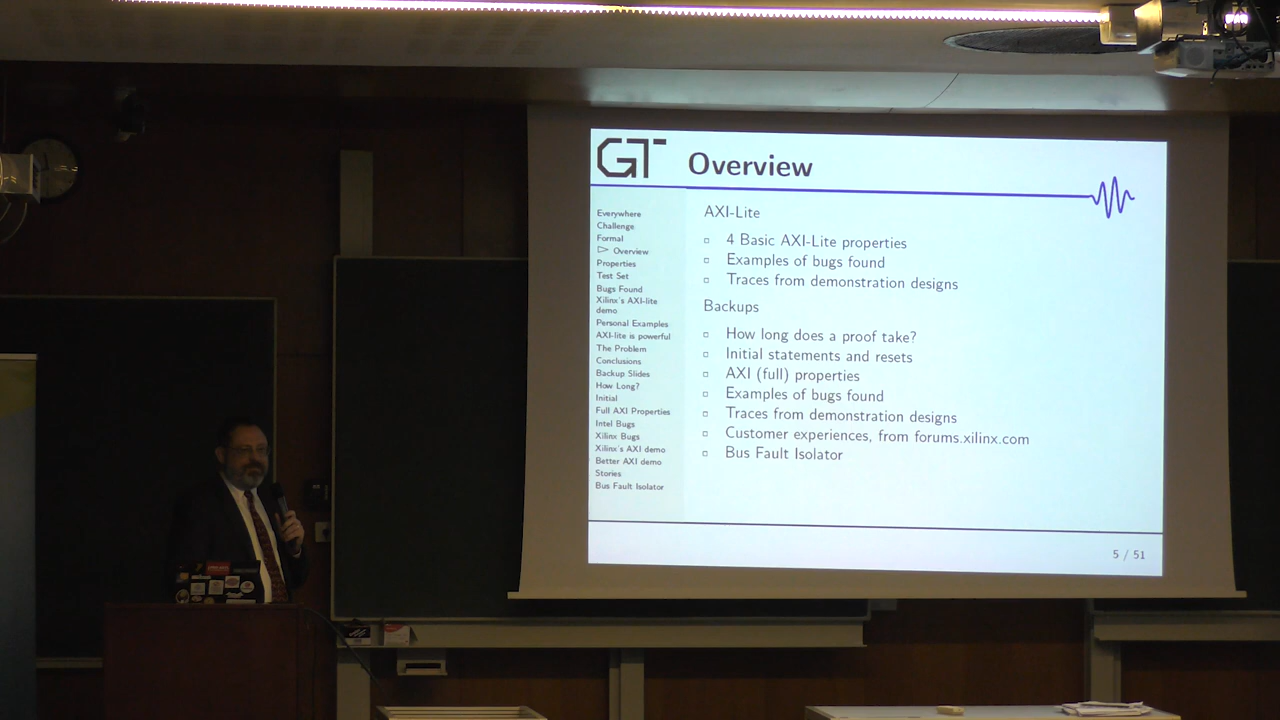 GT
Overview
Everywhere
Challenge
Formal
▷ Overview
Properties
Test Set
Bugs Found
Xilinx's AXI-lite
demo
Personal Examples
AXI-lite is powerful
The Problem
Conclusions
Backup Slides
How Long?
Initial
Full AXI Properties
Intel Bugs
Xilinx Bugs
Xilinx's AXI demo
Better AXI demo
Stories
Bus Fault Isolator
AXI-Lite
4 Basic AXI-Lite properties
Examples of bugs found
Traces from demonstration designs
Backups
How long does a proof take?
Initial statements and resets
AXI (full) properties
Examples of bugs found
Traces from demonstration designs
Customer experiences, from forums.xilinx.com
Bus Fault Isolator
5 / 51